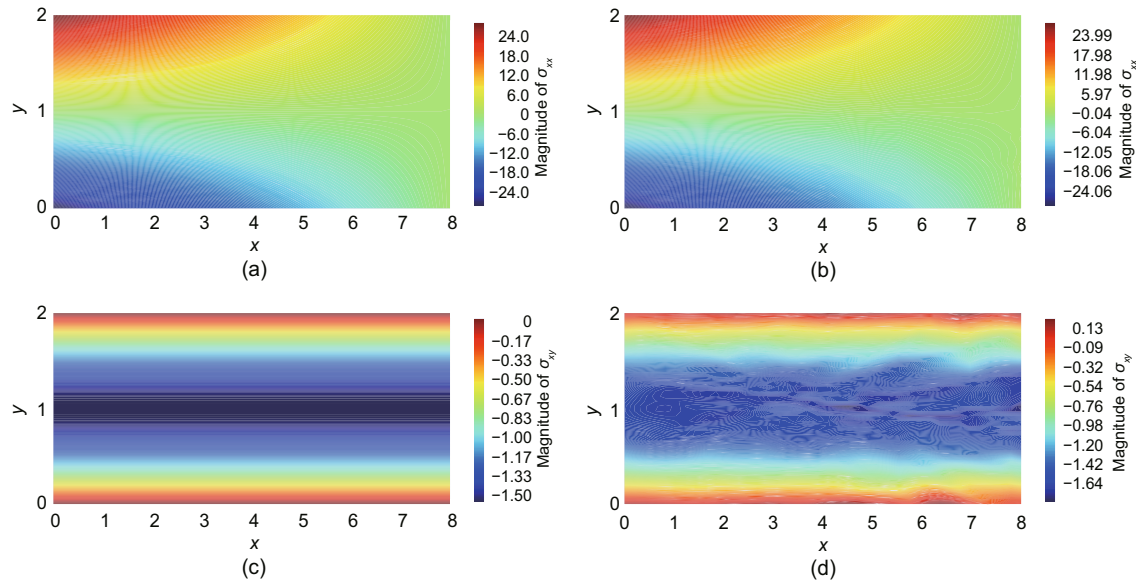 2
1
0
y
0 1 2 3 4 5 6 7 8
x
24.0
18.0
12.0
6.0
0
−6.0
−12.0
−18.0
−24.0
Magnitude of σxx
(a)
2
1
0
y
0 1 2 3 4 5 6 7 8
x
23.99
17.98
11.98
5.97
−0.04
−6.04
−12.05
−18.06
−24.06
Magnitude of σxx
(b)
2
1
0
y
0 1 2 3 4 5 6 7 8
x
0
−0.17
−0.33
−0.50
−0.67
−0.83
−1.00
−1.17
−1.33
−1.50
Magnitude of σxy
(c)
2
1
0
y
0 1 2 3 4 5 6 7 8
x
0.13
−0.09
−0.32
−0.54
−0.76
−0.98
−1.20
−1.42
−1.64
Magnitude of σxy
(d)